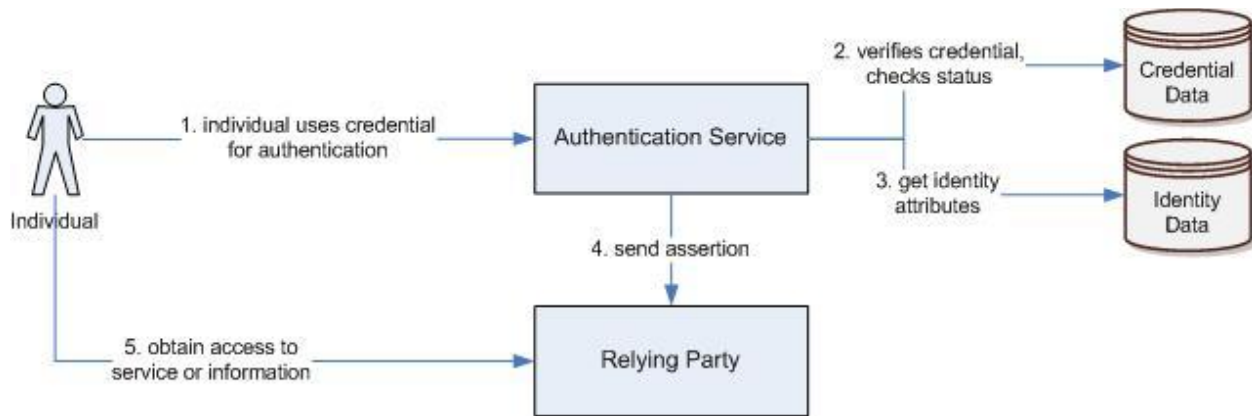 1. individual uses credential
for authentication
Individual
Authentication Service
2. verifies credential,
checks status
Credential
Data
3. get identity
attributes
Identity
Data
4. send assertion
5. obtain access to
service or information
Relying Party